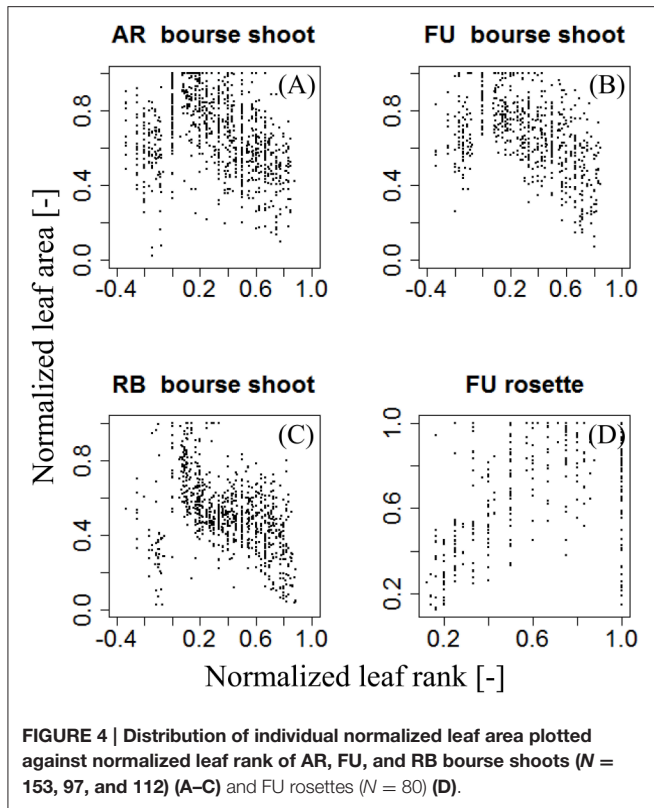 AR bourse shoot
FU bourse shoot
(A)
(B)
0.0 0.4 0.8
0.0 0.4 0.8
-0.4 0.2 0.6 1.0
-0.4 0.2 0.6 1.0
Normalized leaf area [-]
RB bourse shoot
FU rosette
(C)
(D)
0.0 0.4 0.8
0.2 0.6 1.0
-0.4 0.2 0.6 1.0
0.2 0.6 1.0
Normalized leaf rank [-]
FIGURE 4 | Distribution of individual normalized leaf area plotted
against normalized leaf rank of AR, FU, and RB bourse shoots (N =
153, 97, and 112) (A–C) and FU rosettes (N = 80) (D).